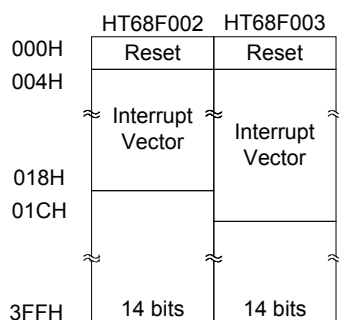 HT68F002 HT68F003
000H Reset Reset
004H
Interrupt
Vector
Interrupt
Vector
018H
01CH
3FFH 14 bits 14 bits